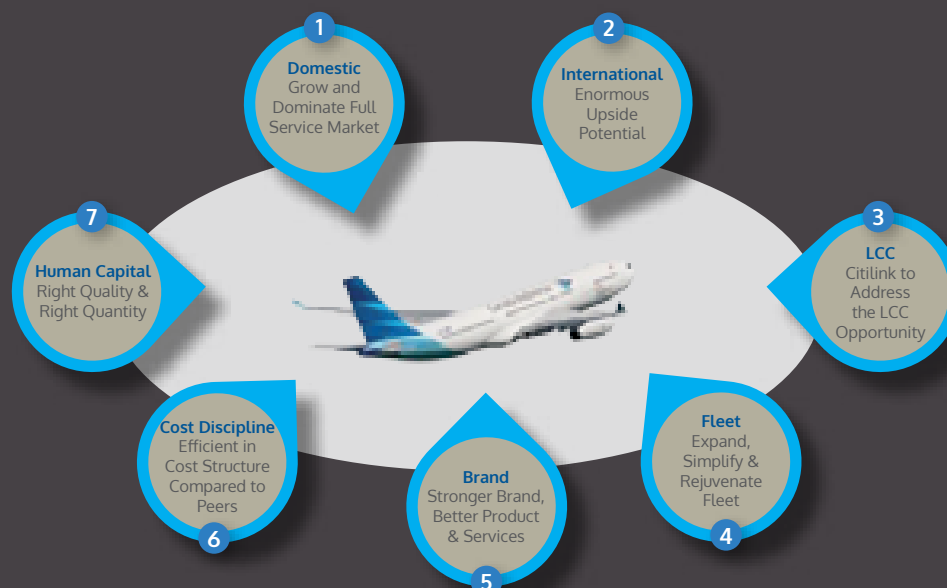 1
Domestic
Grow and
Dominate Full
Service Market
2
International
Enormous
Upside
Potential
3
LCC
Citilink to
Address
the LCC
Opportunity
4
Fleet
Expand,
Simplify &
Rejuvenate
Fleet
5
Brand
Stronger Brand,
Better Product
& Services
6
Cost Discipline
Efficient in
Cost Structure
Compared to
Peers
7
Human Capital
Right Quality &
Right Quantity